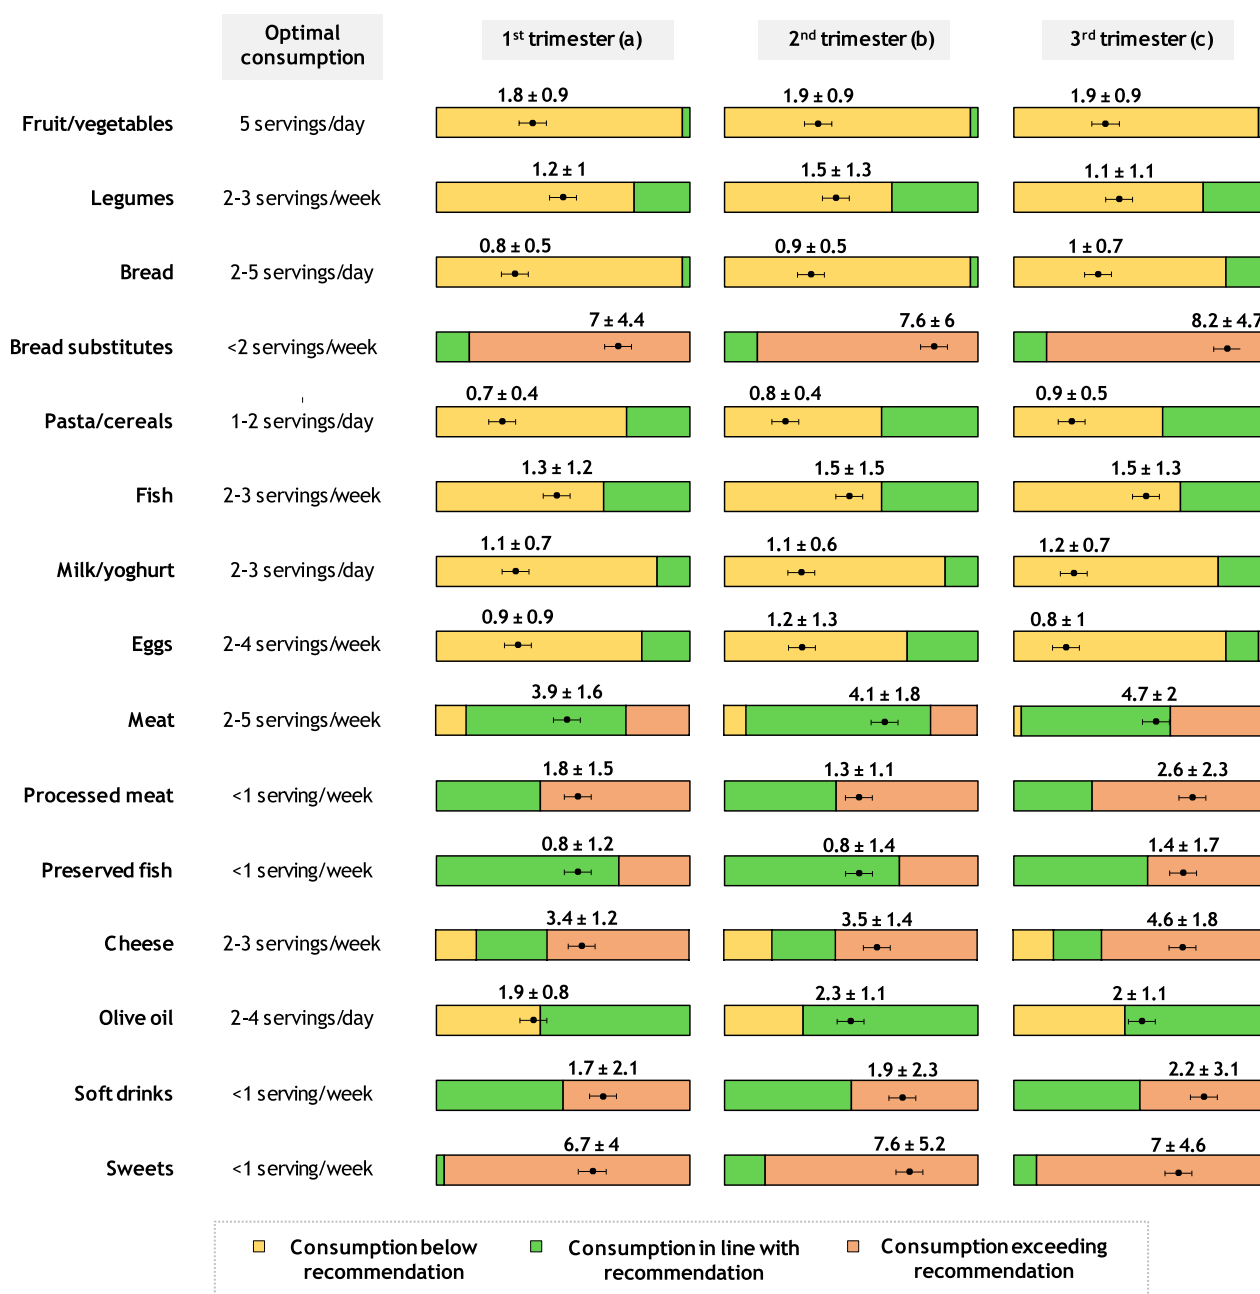 Optimal
consumption
1st trimester (a)
2nd trimester (b)
3rd trimester (c)
Fruit/vegetables 5 servings/day 1.8 ± 0.9 1.9 ± 0.9 1.9 ± 0.9
Legumes 2-3 servings/week 1.2 ± 1 1.5 ± 1.3 1.1 ± 1.1
Bread 2-5 servings/day 0.8 ± 0.5 0.9 ± 0.5 1 ± 0.7
Bread substitutes <2 servings/week 7 ± 4.4 7.6 ± 6 8.2 ± 4.7
Pasta/cereals 1-2 servings/day 0.7 ± 0.4 0.8 ± 0.4 0.9 ± 0.5
Fish 2-3 servings/week 1.3 ± 1.2 1.5 ± 1.5 1.5 ± 1.3
Milk/yoghurt 2-3 servings/day 1.1 ± 0.7 1.1 ± 0.6 1.2 ± 0.7
Eggs 2-4 servings/week 0.9 ± 0.9 1.2 ± 1.3 0.8 ± 1
Meat 2-5 servings/week 3.9 ± 1.6 4.1 ± 1.8 4.7 ± 2
Processed meat <1 serving/week 1.8 ± 1.5 1.3 ± 1.1 2.6 ± 2.3
Preserved fish <1 serving/week 0.8 ± 1.2 0.8 ± 1.4 1.4 ± 1.7
Cheese 2-3 servings/week 3.4 ± 1.2 3.5 ± 1.4 4.6 ± 1.8
Olive oil 2-4 servings/day 1.9 ± 0.8 2.3 ± 1.1 2 ± 1.1
Soft drinks <1 serving/week 1.7 ± 2.1 1.9 ± 2.3 2.2 ± 3.1
Sweets <1 serving/week 6.7 ± 4 7.6 ± 5.2 7 ± 4.6
Consumption below
recommendation
Consumption in line with
recommendation
Consumption exceeding
recommendation